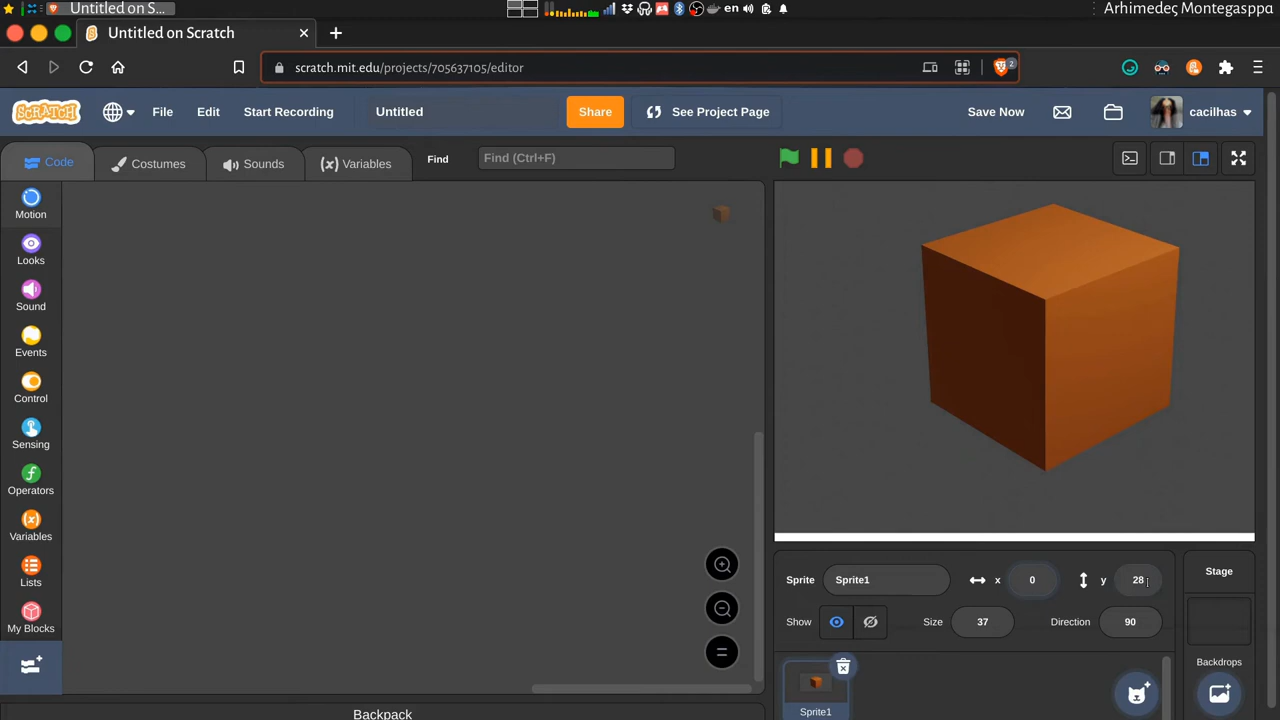 Untitled on S...
en
Arhimedeç Montegasppa
Untitled on Scratch
scratch.mit.edu/projects/705637105/editor
2
SCRATCH
File
Edit
Start Recording
Untitled
Share
See Project Page
Save Now
cacilhas
Code
Costumes
Sounds
(x) Variables
Find
Find (Ctrl+F)
Motion
Looks
Sound
Events
Control
Sensing
Operators
Variables
Lists
My Blocks
Sprite
Sprite1
x
0
y
28
Show
Size
37
Direction
90
Stage
Backdrops
Sprite1
Backpack